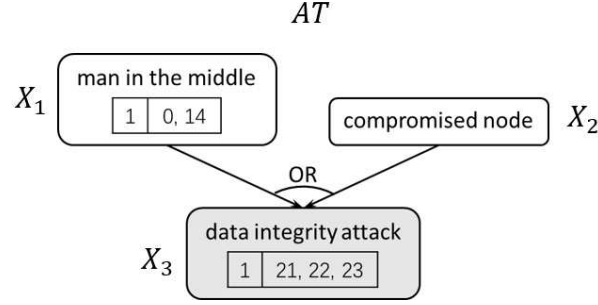 AT
X1
man in the middle
1 0, 14
compromised node
X2
OR
X3
data integrity attack
1 21, 22, 23